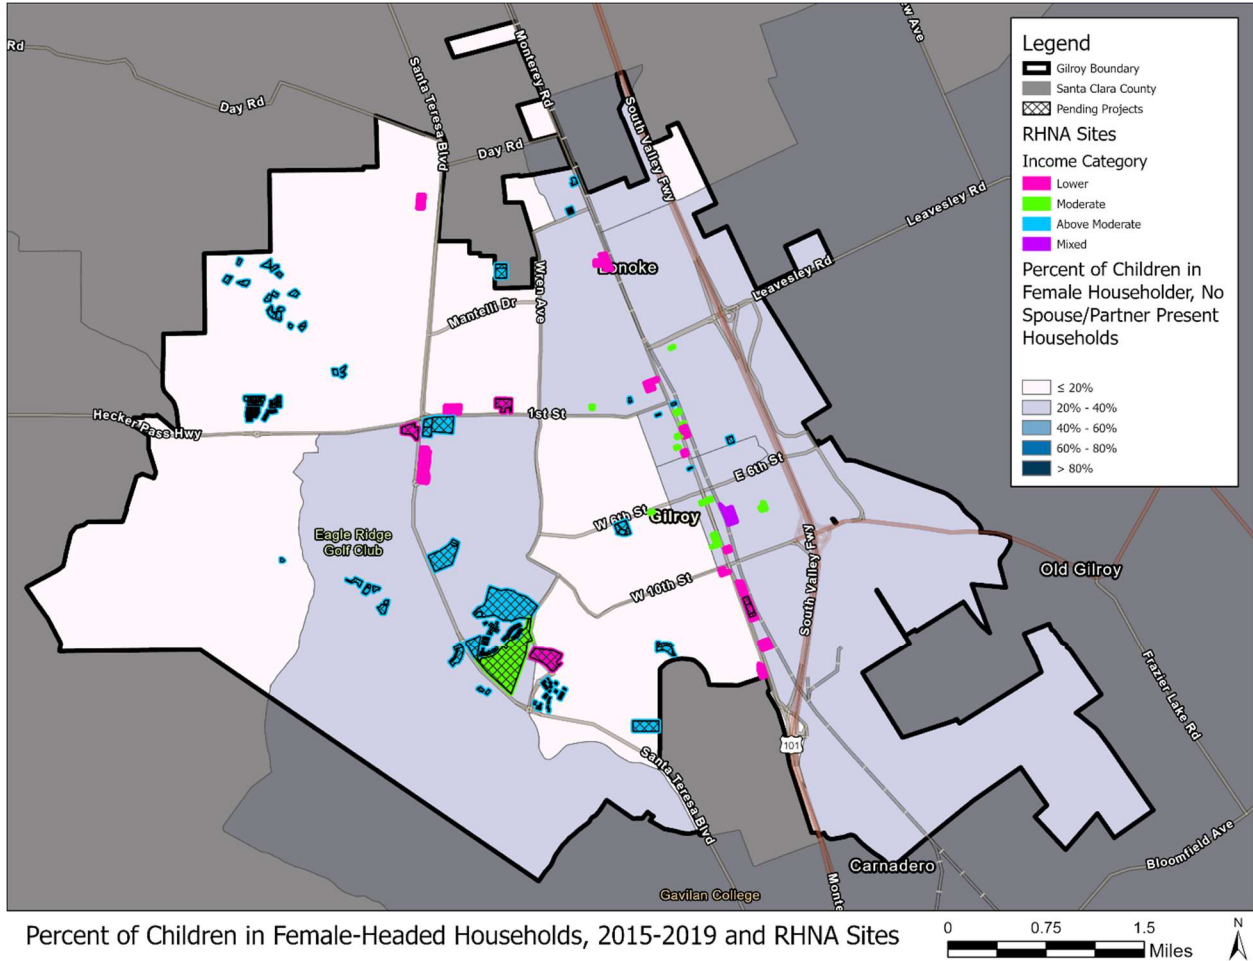 Rd
Day Rd
Santa Teresa Blvd
Monterey Rd
South Valley Fwy
Day Rd
Leavesley Rd
Lonoke
Wren Ave
Leavesley Rd
Mantelli Dr
Hecker Pass Hwy
1st St
E 6th St
W 6th St
Gilroy
Eagle Ridge
Golf Club
W 10th St
South Valley Fwy
Old Gilroy
Frazier Lake Rd
101
Santa Teresa Blvd
Carnadero
Bloomfield Ave
Gavilan College
Monte
Legend
Gilroy Boundary
Santa Clara County
Pending Projects
RHNA Sites
Income Category
Lower
Moderate
Above Moderate
Mixed
Percent of Children in
Female Householder, No
Spouse/Partner Present
Households
≤ 20%
20% - 40%
40% - 60%
60% - 80%
> 80%
Percent of Children in Female-Headed Households, 2015-2019 and RHNA Sites
0 0.75 1.5
Miles
N